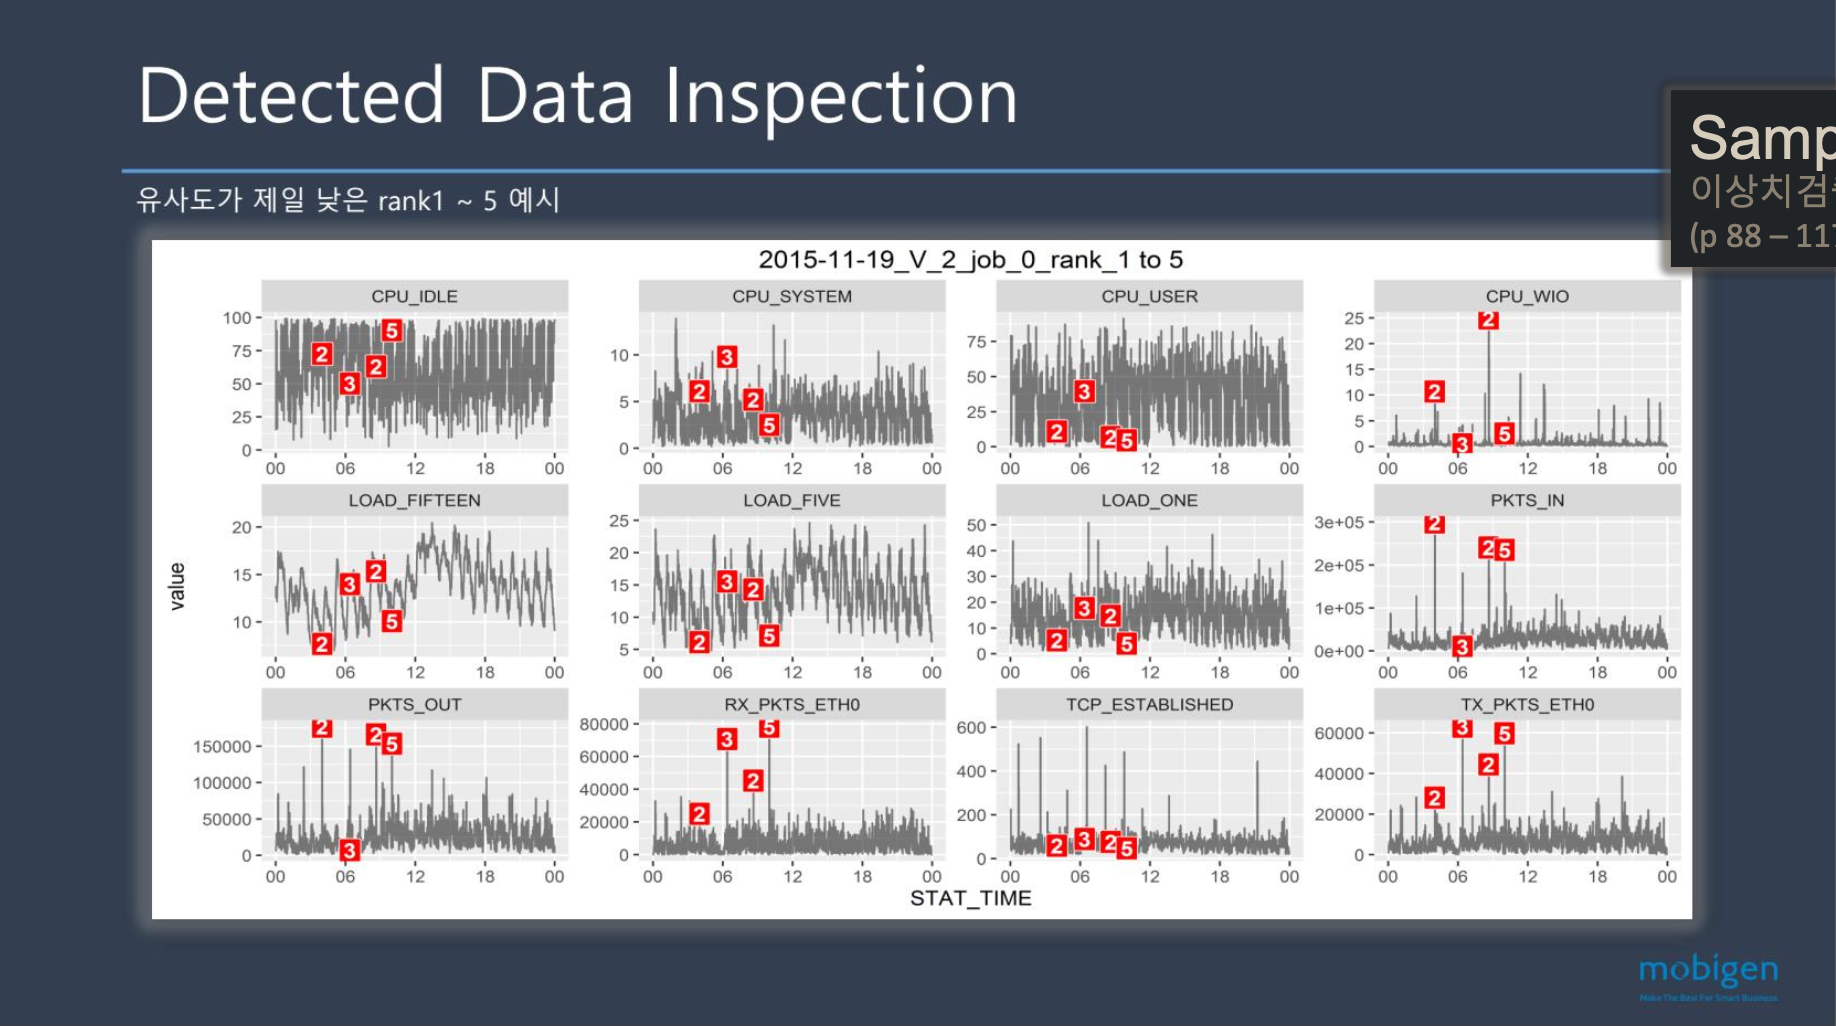 Detected Data Inspection
Samp
이상치검
(p 88 – 117
유사도가 제일 낮은 rank1 ~ 5 예시
2015-11-19_V_2_job_0_rank_1 to 5
CPU_IDLE CPU_SYSTEM CPU_USER CPU_WIO
100 75 50 25 0
2 3 2 5
00 06 12 18 00
10 5 0
2 3 2 5
00 06 12 18 00
75 50 25 0
2 3 2 5
00 06 12 18 00
25 20 15 10 5 0
2 3 2 5
00 06 12 18 00
value
LOAD_FIFTEEN LOAD_FIVE LOAD_ONE PKTS_IN
20 15 10
2 3 2 5
00 06 12 18 00
25 20 15 10 5
2 3 2 5
00 06 12 18 00
50 40 30 20 10 0
2 3 2 5
00 06 12 18 00
3e+05 2e+05 1e+05 0e+00
2 3 2 5
00 06 12 18 00
PKTS_OUT RX_PKTS_ETH0 TCP_ESTABLISHED TX_PKTS_ETH0
150000 100000 50000 0
2 3 2 5
00 06 12 18 00
80000 60000 40000 20000 0
2 3 2 5
00 06 12 18 00
600 400 200 0
2 3 2 5
00 06 12 18 00
60000 40000 20000 0
2 3 2 5
00 06 12 18 00
STAT_TIME
mobigen
Make The Best For Smart Business